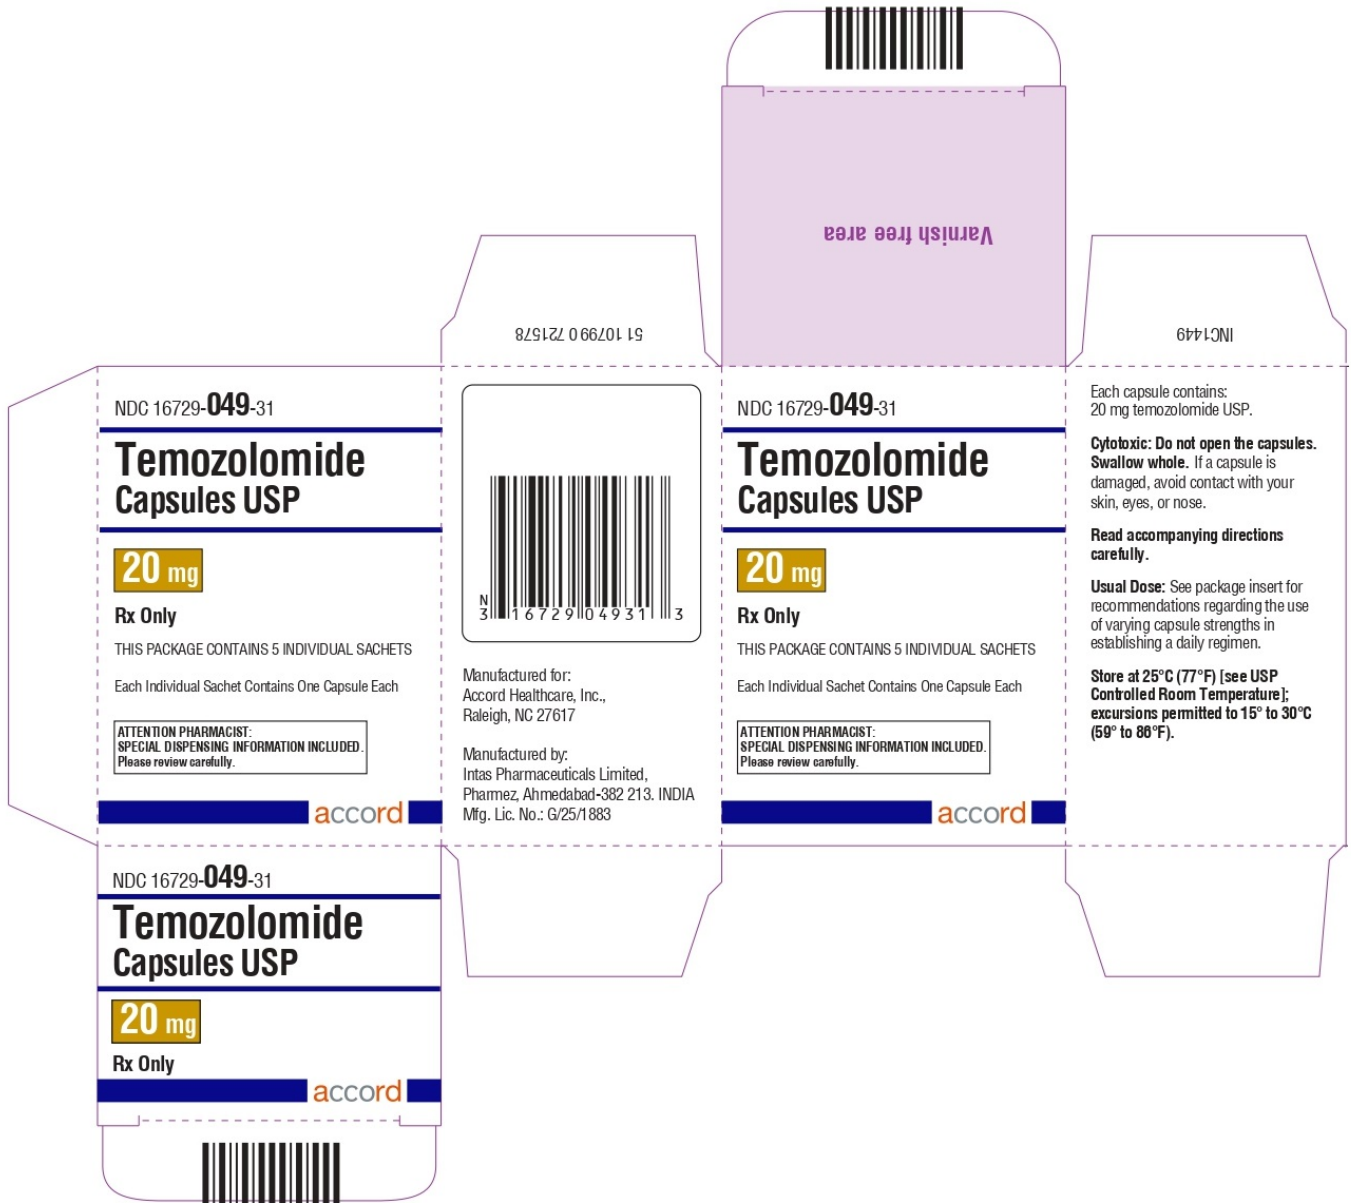 Varnish free area
51 10799 0 721578
INC1449
NDC 16729-049-31
Temozolomide
Capsules USP
20 mg
Rx Only
THIS PACKAGE CONTAINS 5 INDIVIDUAL SACHETS
Each Individual Sachet Contains One Capsule Each
ATTENTION PHARMACIST:
SPECIAL DISPENSING INFORMATION INCLUDED.
Please review carefully.
accord
N
3 16729 04931 3
Manufactured for:
Accord Healthcare, Inc.,
Raleigh, NC 27617
Manufactured by:
Intas Pharmaceuticals Limited,
Pharmez, Ahmedabad-382 213. INDIA
Mfg. Lic. No.: G/25/1883
NDC 16729-049-31
Temozolomide
Capsules USP
20 mg
Rx Only
THIS PACKAGE CONTAINS 5 INDIVIDUAL SACHETS
Each Individual Sachet Contains One Capsule Each
ATTENTION PHARMACIST:
SPECIAL DISPENSING INFORMATION INCLUDED.
Please review carefully.
accord
Each capsule contains:
20 mg temozolomide USP.
Cytotoxic: Do not open the capsules.
Swallow whole. If a capsule is
damaged, avoid contact with your
skin, eyes, or nose.
Read accompanying directions
carefully.
Usual Dose: See package insert for
recommendations regarding the use
of varying capsule strengths in
establishing a daily regimen.
Store at 25°C (77°F) [see USP
Controlled Room Temperature];
excursions permitted to 15° to 30°C
(59° to 86°F).
NDC 16729-049-31
Temozolomide
Capsules USP
20 mg
Rx Only
accord